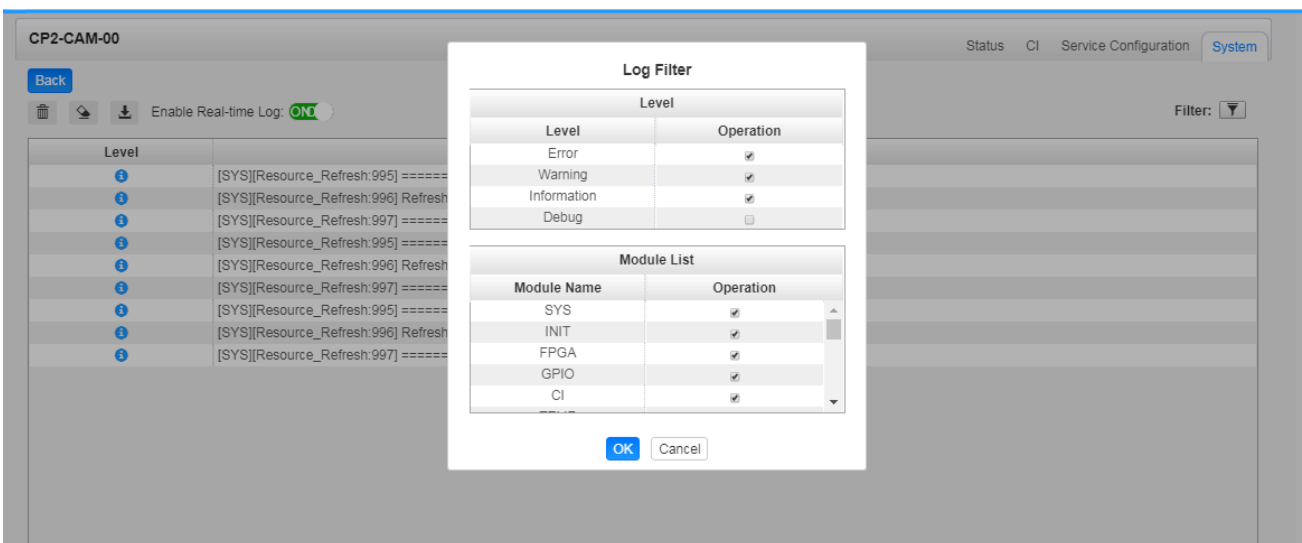 CP2-CAM-00
Status CI Service Configuration System
Back
Enable Real-time Log: ON
Filter:
Level
[SYS][Resource_Refresh:995] ======
[SYS][Resource_Refresh:996] Refresh
[SYS][Resource_Refresh:997] ======
[SYS][Resource_Refresh:995] ======
[SYS][Resource_Refresh:996] Refresh
[SYS][Resource_Refresh:997] ======
[SYS][Resource_Refresh:995] ======
[SYS][Resource_Refresh:996] Refresh
[SYS][Resource_Refresh:997] ======
Log Filter
Level
Level Operation
Error
Warning
Information
Debug
Module List
Module Name Operation
SYS
INIT
FPGA
GPIO
CI
OK Cancel